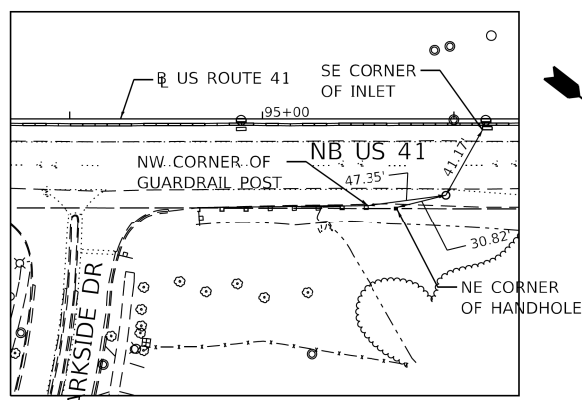 SE CORNER
OF INLET
BL US ROUTE 41
95+00
NB US 41
41.17'
NW CORNER OF
GUARDRAIL POST
47.35'
30.82'
NE CORNER
OF HANDHOLE
ARKSIDE DR